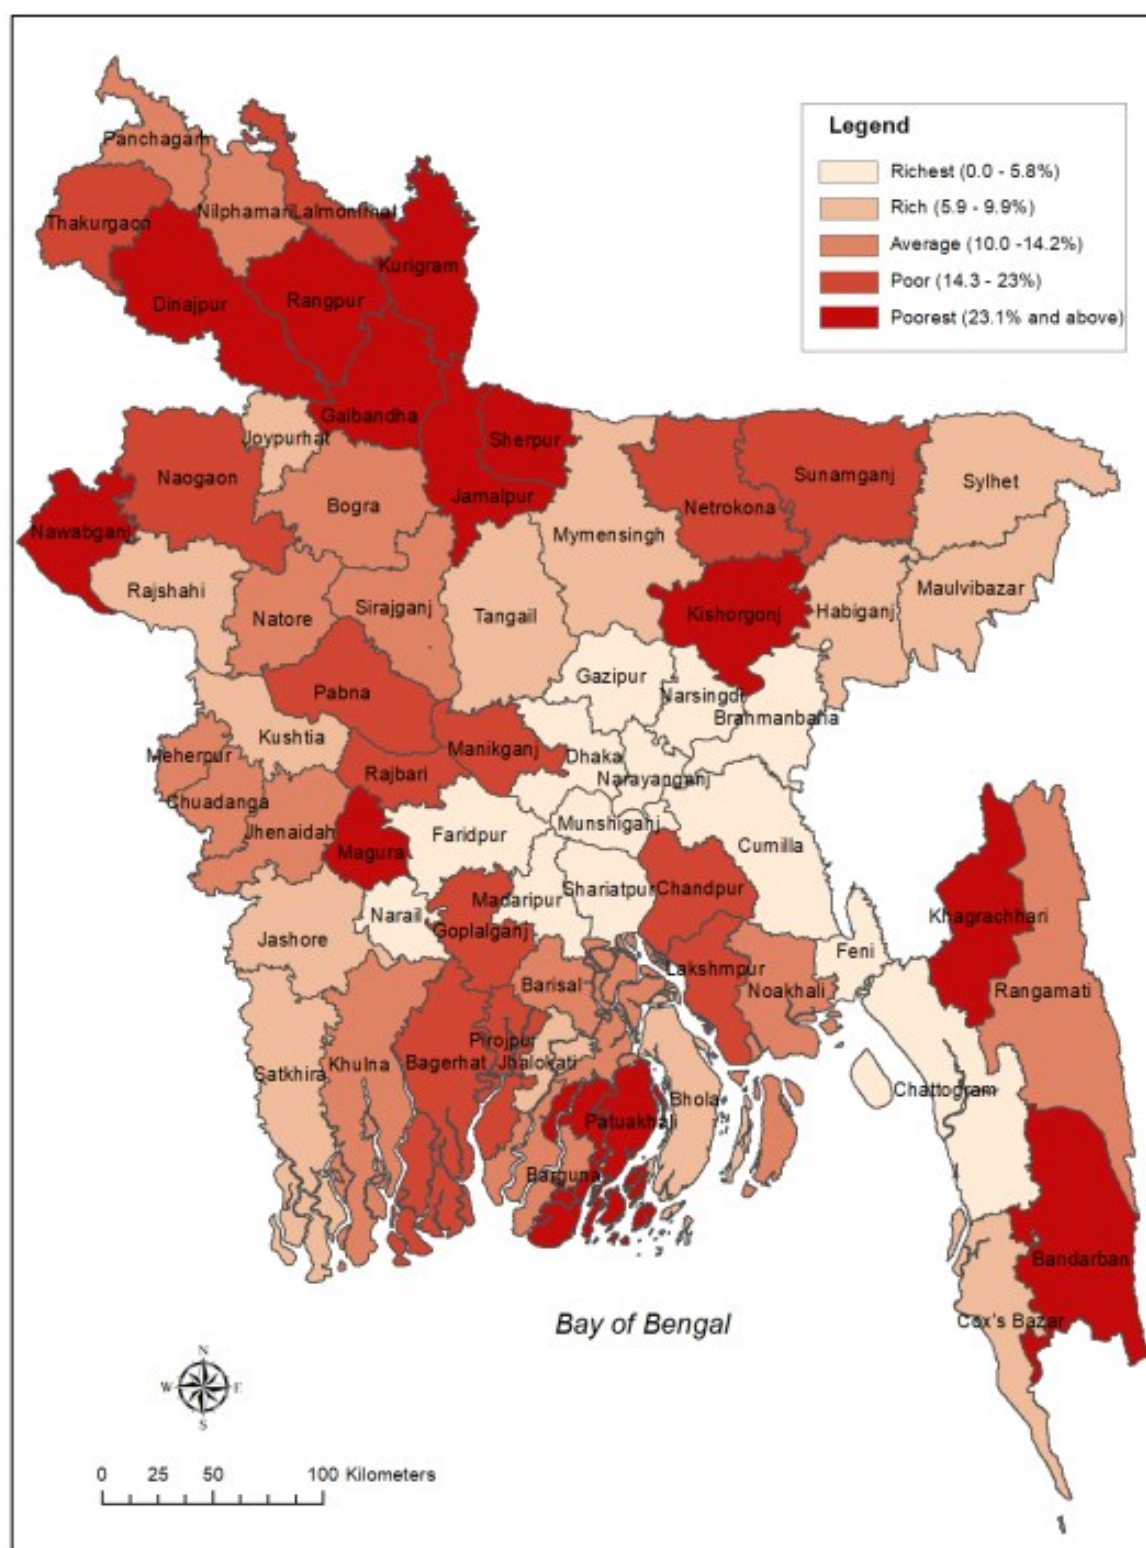 Legend
Richest (0.0 - 5.8%)
Rich (5.9 - 9.9%)
Average (10.0 -14.2%)
Poor (14.3 - 23%)
Poorest (23.1% and above)
Panchagarh
Thakurgaon
Nilphamari
Lalmonirhat
Kurigram
Dinajpur
Rangpur
Gaibandha
Joypurhat
Sherpur
Naogaon
Bogra
Jamalpur
Netrokona
Sunamganj
Sylhet
Nawabganj
Mymensingh
Rajshahi
Natore
Sirajganj
Tangail
Kishorgonj
Habiganj
Maulvibazar
Gazipur
Narsingdi
Brahmanbaria
Pabna
Kushtia
Meherpur
Manikganj
Dhaka
Narayanganj
Rajbari
Chuadanga
Jhenaidah
Magura
Faridpur
Munshiganj
Cumilla
Narail
Madaripur
Shariatpur
Chandpur
Khagrachhari
Jashore
Goplalganj
Feni
Lakshmpur
Noakhali
Barisal
Rangamati
Satkhira
Khulna
Bagerhat
Pirojpur
Jhalokati
Patuakhali
Bhola
Chattogram
Barguna
Bandarban
Cox's Bazar
Bay of Bengal
N
W E
S
0 25 50 100 Kilometers